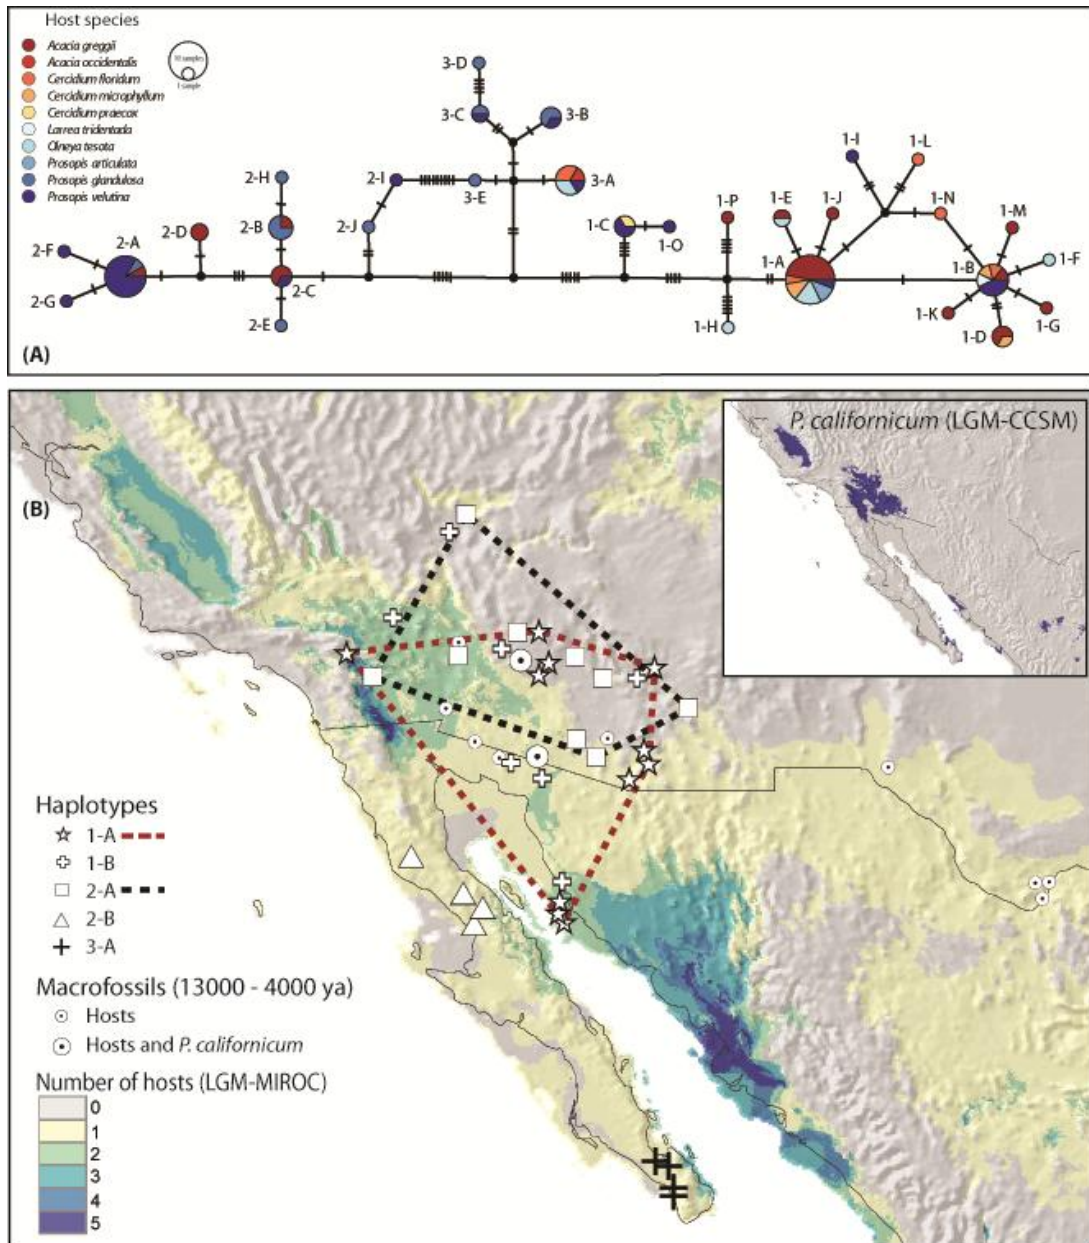 Host species
Acacia greggii
Acacia occidentalis
Cercidium floridum
Cercidium microphyllum
Cercidium praecox
Larrea tridentada
Olneya tesota
Prosopis articulata
Prosopis glandulosa
Prosopis velutina
10 samples
1 sample
3-D
3-C
3-B
1-I
1-L
2-H
2-I
3-E
3-A
1-P
1-E
1-J
1-N
1-M
2-D
2-B
2-J
1-C
1-O
2-F
2-A
1-A
1-B
1-F
2-G
2-C
2-E
1-H
1-K
1-D
1-G
(A)
P. californicum (LGM-CCSM)
(B)
Haplotypes
1-A
1-B
2-A
2-B
3-A
Macrofossils (13000 - 4000 ya)
Hosts
Hosts and P. californicum
Number of hosts (LGM-MIROC)
0
1
2
3
4
5